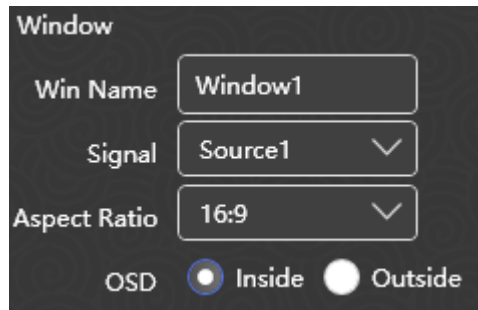 Window
Win Name Window1
Signal Source1
Aspect Ratio 16:9
OSD Inside Outside